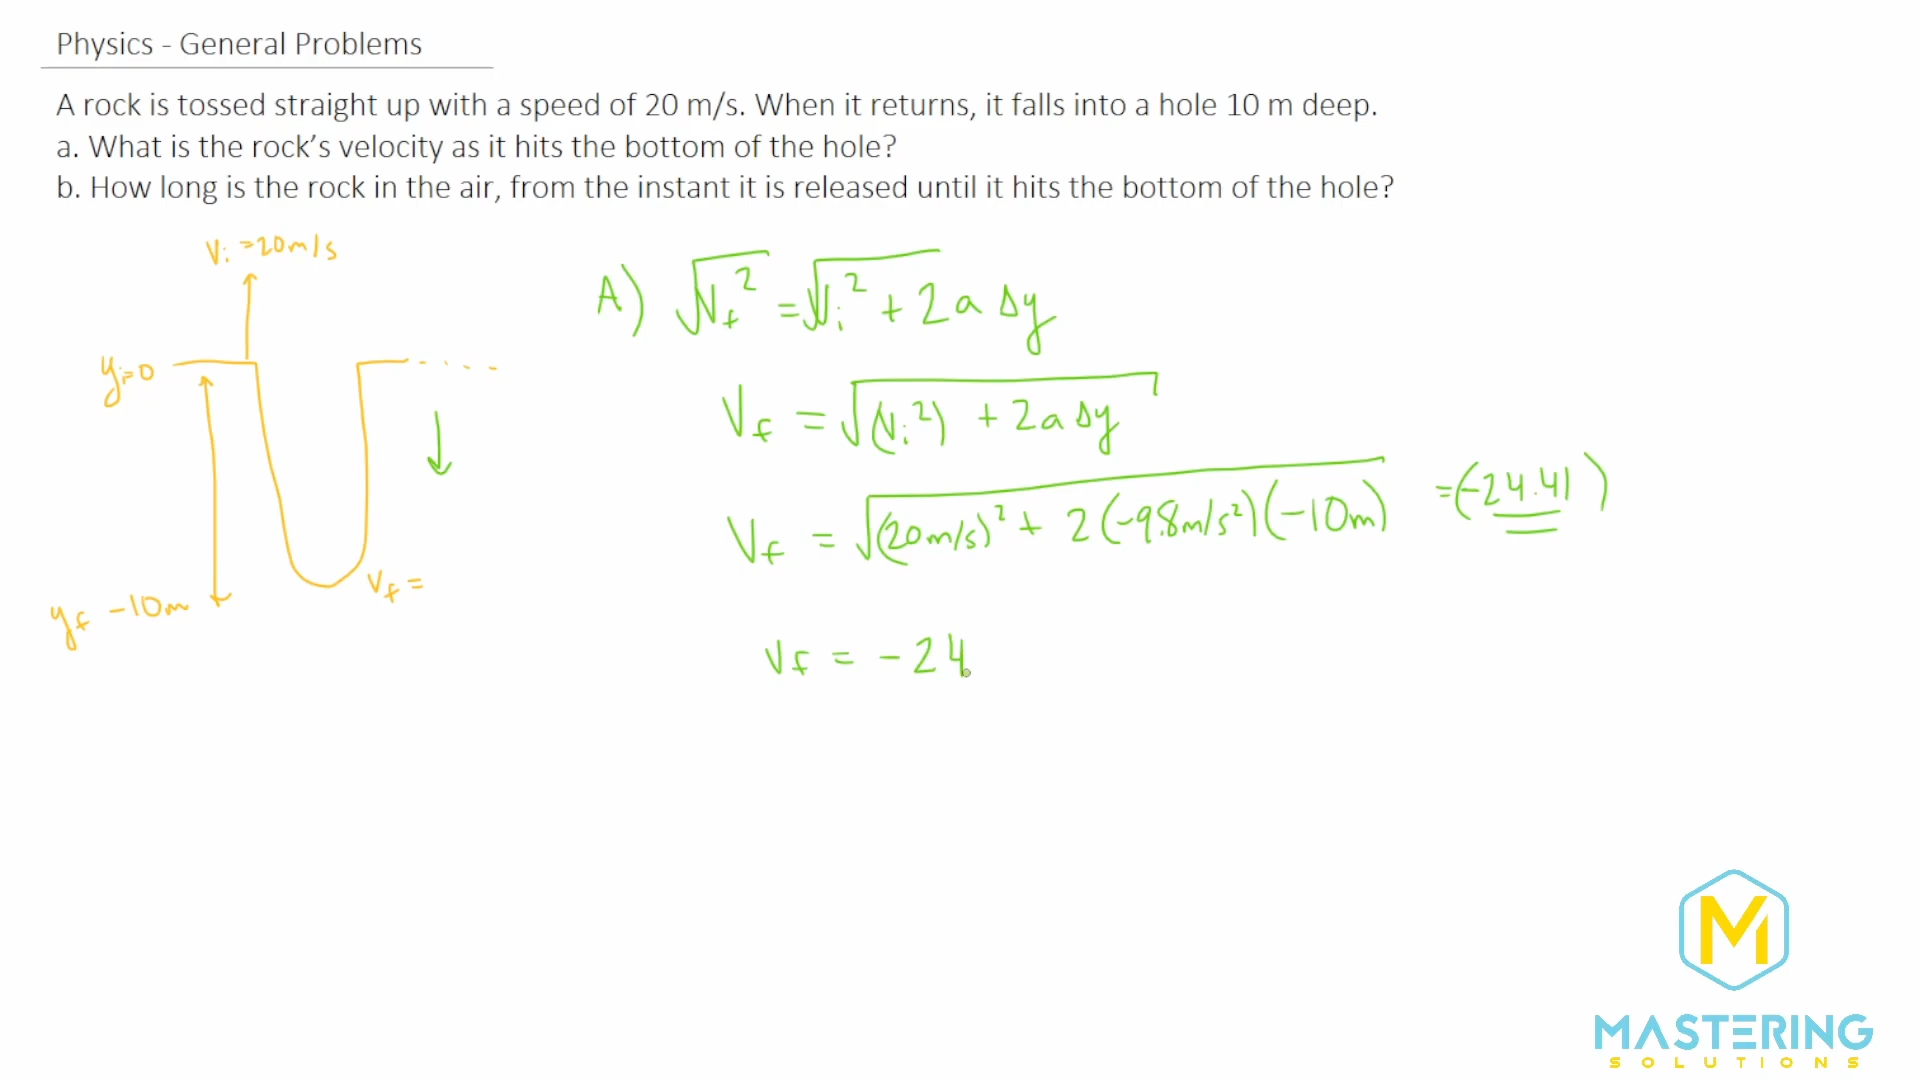 Physics - General Problems
A rock is tossed straight up with a speed of 20 m/s. When it returns, it falls into a hole 10 m deep.
a. What is the rock’s velocity as it hits the bottom of the hole?
b. How long is the rock in the air, from the instant it is released until it hits the bottom of the hole?
Vi = 20m/s
yi = 0
yf -10m
Vf =
A) √Vf² = √Vi² + 2a Δy
Vf = √(Vi²) + 2a Δy
Vf = √(20m/s)² + 2(-9.8m/s²)(-10m) = (-24.41)
Vf = -24.
M
MASTERING
SOLUTIONS